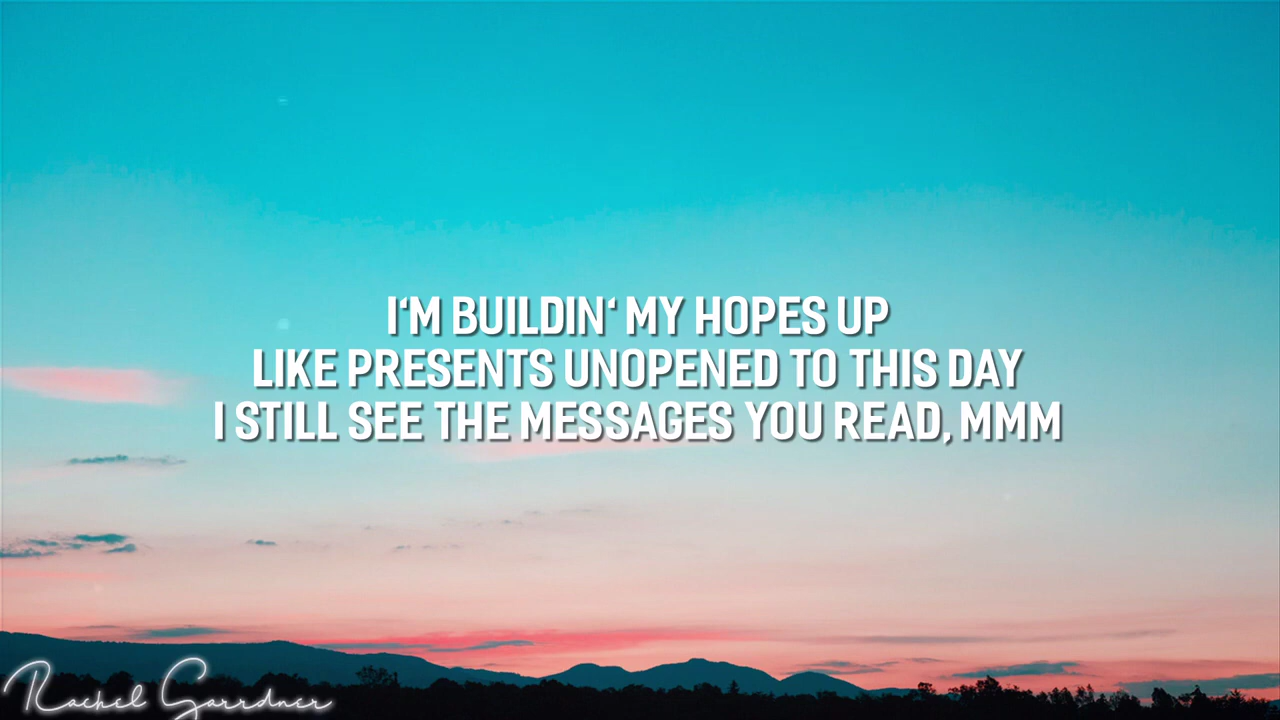 I‘M BUILDIN‘ MY HOPES UP
LIKE PRESENTS UNOPENED TO THIS DAY
I STILL SEE THE MESSAGES YOU READ, MMM
Rachel Garrdner